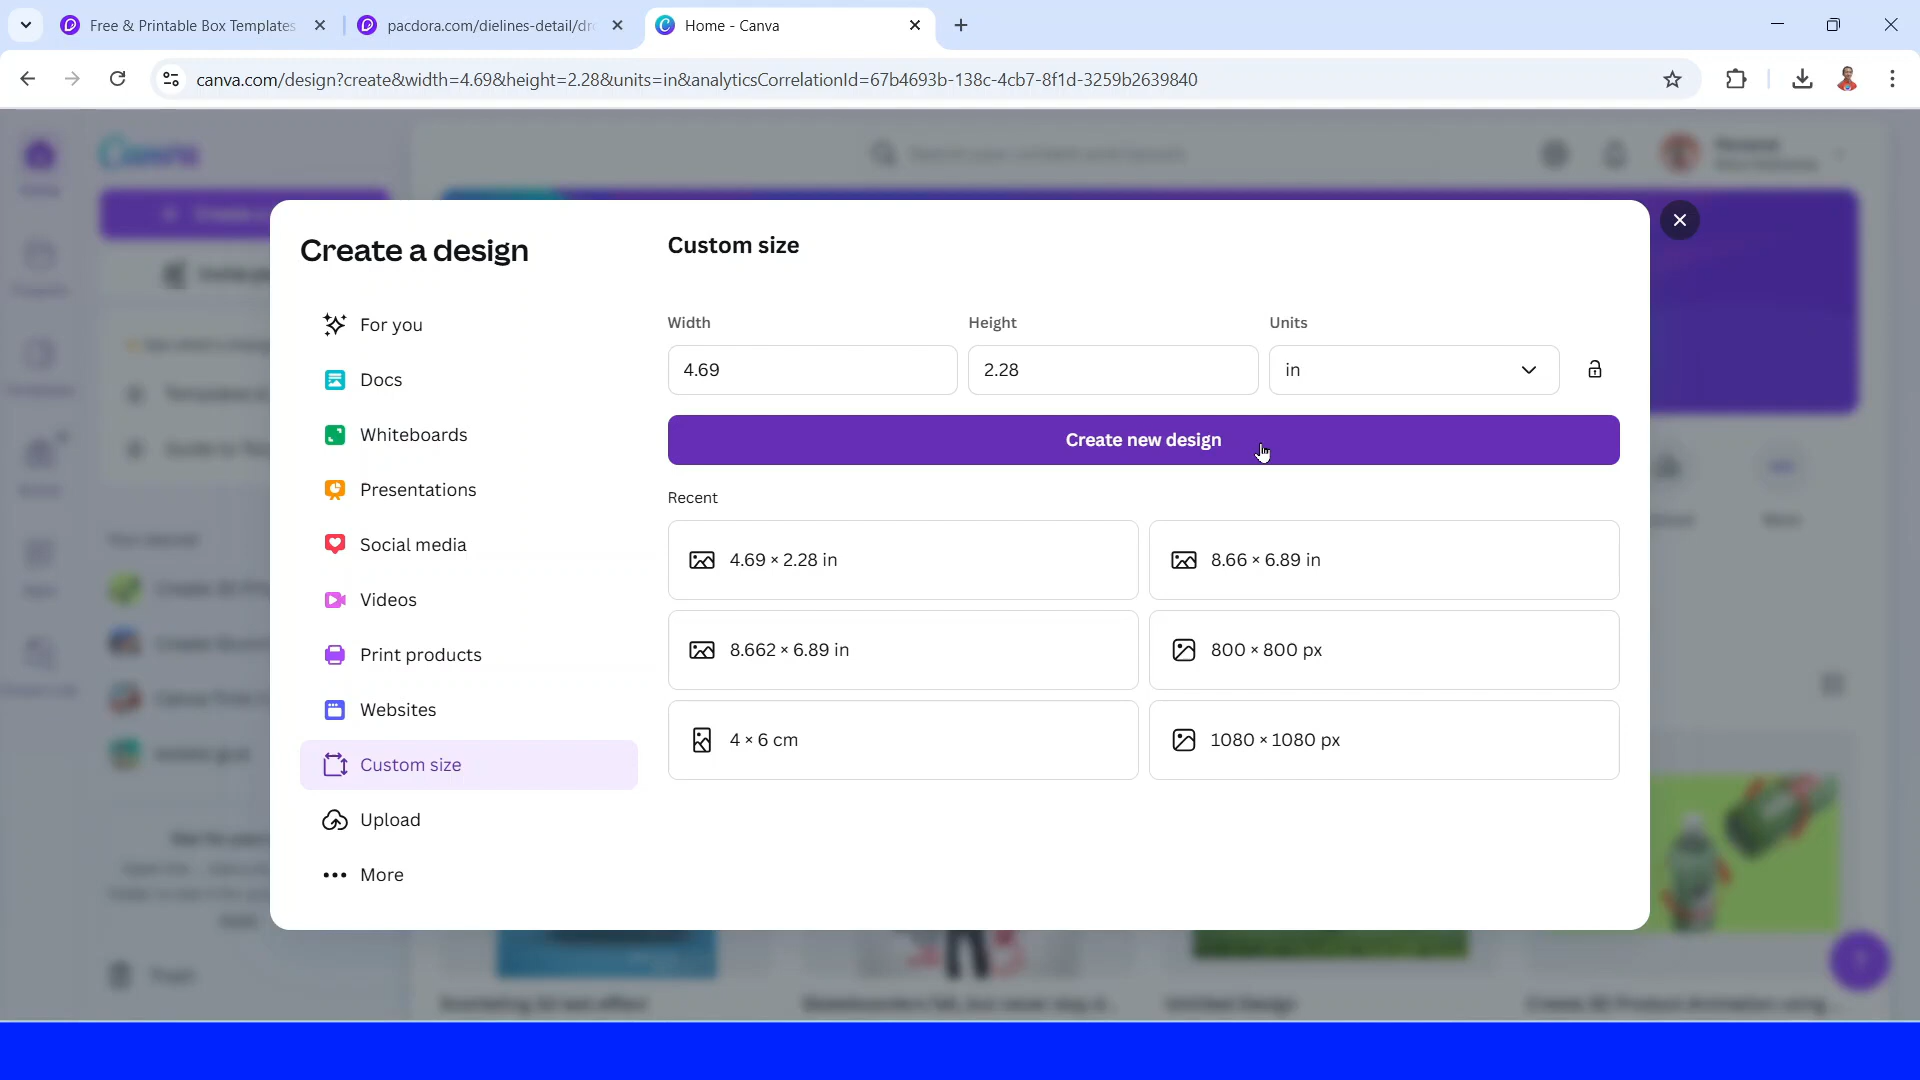 Free & Printable Box Templates
pacdora.com/dielines-detail/dr
Home - Canva
canva.com/design?create&width=4.69&height=2.28&units=in&analyticsCorrelationId=67b4693b-138c-4cb7-8f1d-3259b2639840
Canva
Create a design
Custom size
For you
Docs
Whiteboards
Presentations
Social media
Videos
Print products
Websites
Custom size
Upload
More
Width
Height
Units
4.69
2.28
in
Create new design
Recent
4.69 × 2.28 in
8.66 × 6.89 in
8.662 × 6.89 in
800 × 800 px
4 × 6 cm
1080 × 1080 px